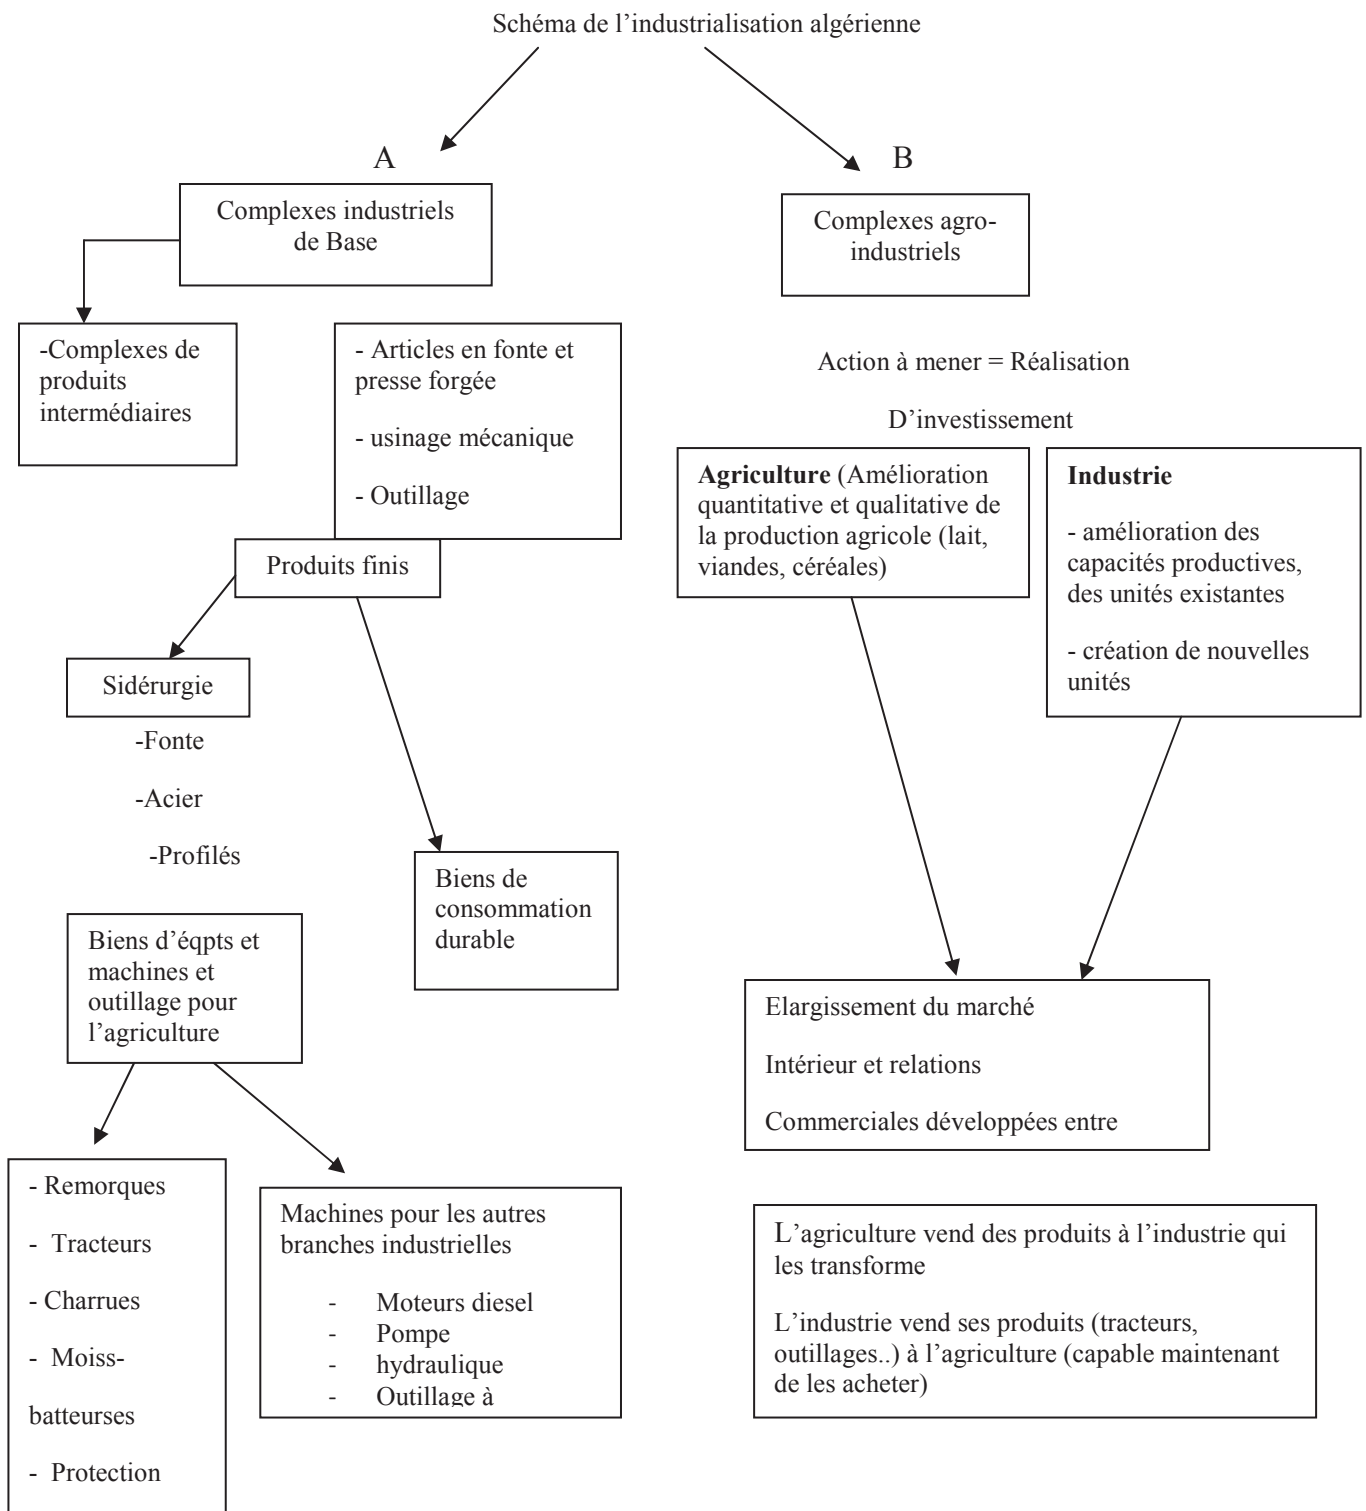 Schéma de l’industrialisation algérienne
A
B
Complexes industriels
de Base
Complexes agro-
industriels
-Complexes de
produits
intermédiaires
- Articles en fonte et
presse forgée
- usinage mécanique
- Outillage
Action à mener = Réalisation
D’investissement
Agriculture (Amélioration
quantitative et qualitative de
la production agricole (lait,
viandes, céréales)
Industrie
- amélioration des
capacités productives,
des unités existantes
- création de nouvelles
unités
Produits finis
Sidérurgie
-Fonte
-Acier
-Profilés
Biens de
consommation
durable
Biens d’éqpts et
machines et
outillage pour
l’agriculture
Elargissement du marché
Intérieur et relations
Commerciales développées entre
- Remorques
- Tracteurs
- Charrues
- Moiss-
batteurses
- Protection
Machines pour les autres
branches industrielles
- Moteurs diesel
- Pompe
- hydraulique
- Outillage à
L’agriculture vend des produits à l’industrie qui
les transforme
L’industrie vend ses produits (tracteurs,
outillages..) à l’agriculture (capable maintenant
de les acheter)